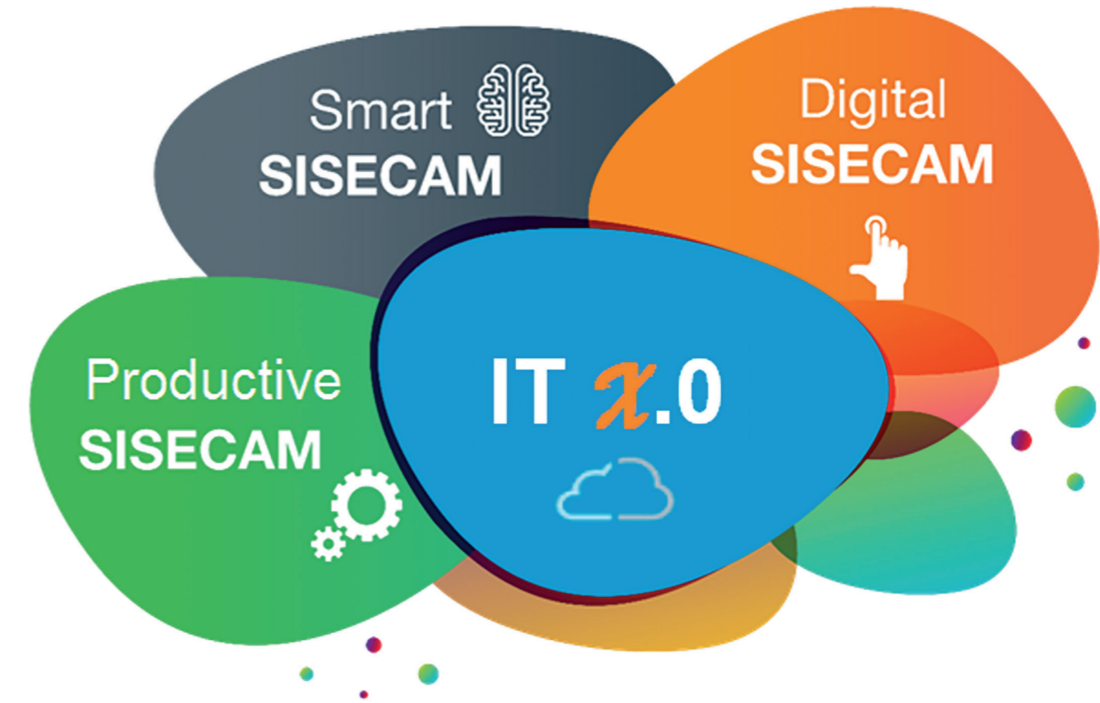 Smart
SISECAM
Digital
SISECAM
Productive
SISECAM
IT x.0